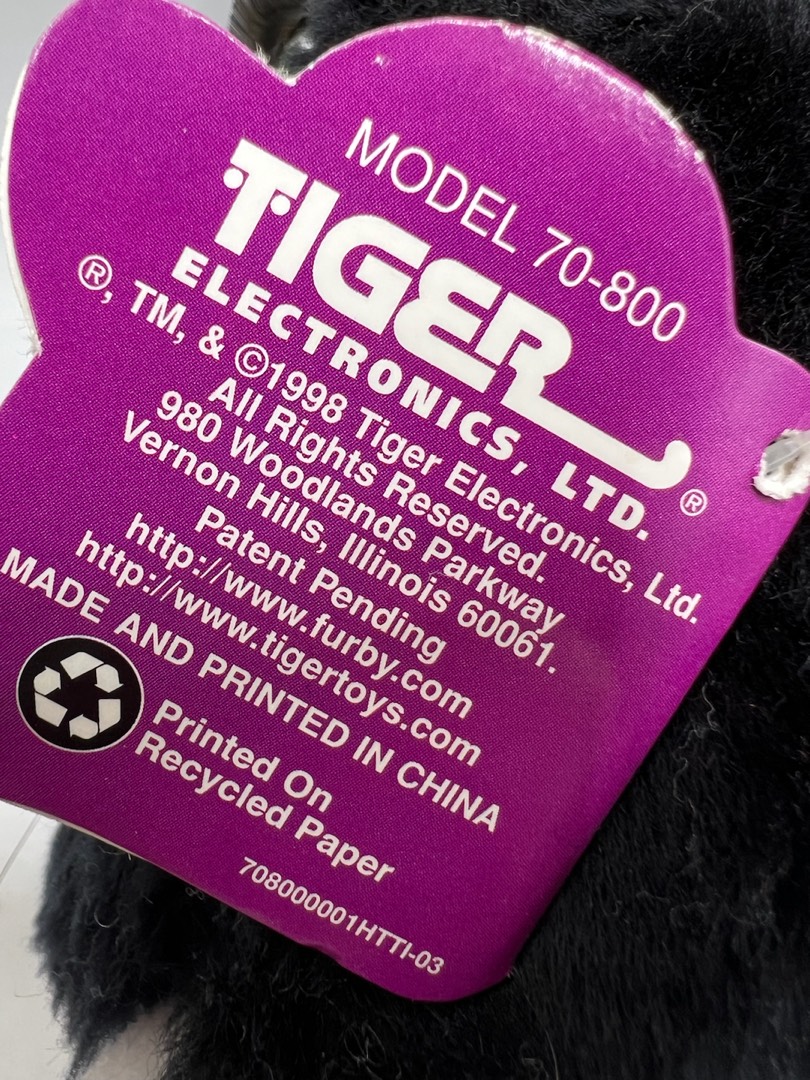 MODEL 70-800
TIGER®
ELECTRONICS, LTD.
®, TM, & ©1998 Tiger Electronics, Ltd.
All Rights Reserved.
980 Woodlands Parkway
Vernon Hills, Illinois 60061.
Patent Pending
http://www.furby.com
http://www.tigertoys.com
MADE AND PRINTED IN CHINA
Printed On
Recycled Paper
708000001HTTI-03